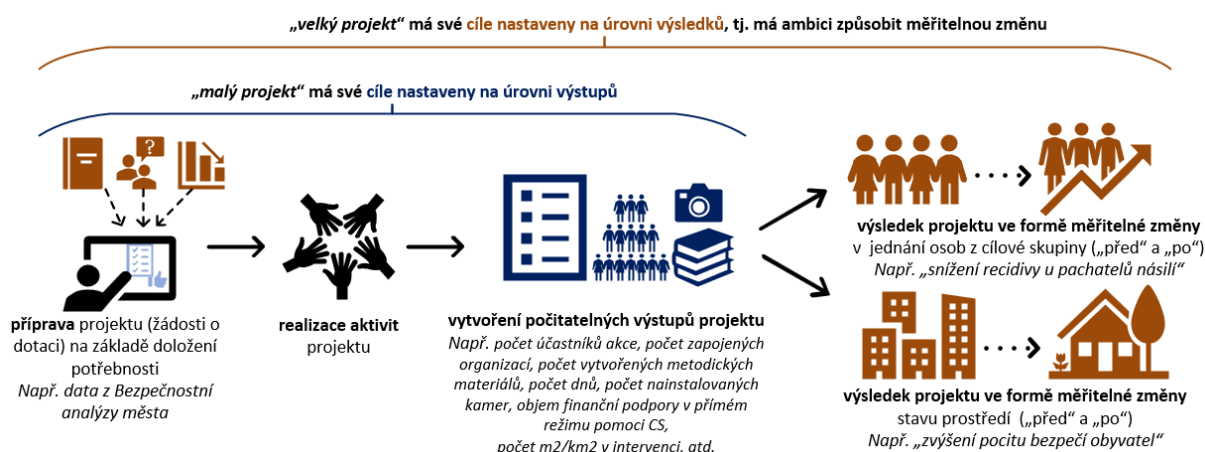 „velký projekt“ má své cíle nastaveny na úrovni výsledků, tj. má ambici způsobit měřitelnou změnu
„malý projekt“ má své cíle nastaveny na úrovni výstupů
?
příprava projektu (žádosti o
dotaci) na základě doložení
potřebnosti
Např. data z Bezpečnostní
analýzy města
realizace aktivit
projektu
vytvoření počitatelných výstupů projektu
Např. počet účastníků akce, počet zapojených
organizací, počet vytvořených metodických
materiálů, počet dnů, počet nainstalovaných
kamer, objem finanční podpory v přímém
režimu pomoci CS,
počet m2/km2 v intervenci, atd.
výsledek projektu ve formě měřitelné změny
v jednání osob z cílové skupiny („před“ a „po“)
Např. „snížení recidivy u pachatelů násilí“
výsledek projektu ve formě měřitelné změny
stavu prostředí („před“ a „po“)
Např. „zvýšení pocitu bezpečí obyvatel“